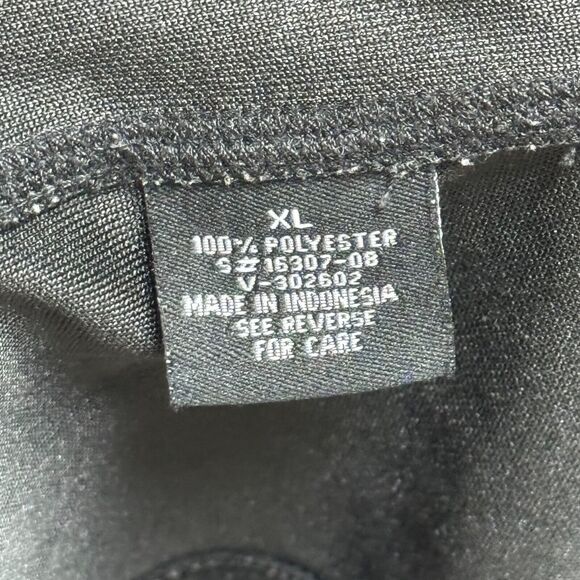 XL
100% POLYESTER
S# 16307-08
V-302602
MADE IN INDONESIA
SEE REVERSE
FOR CARE